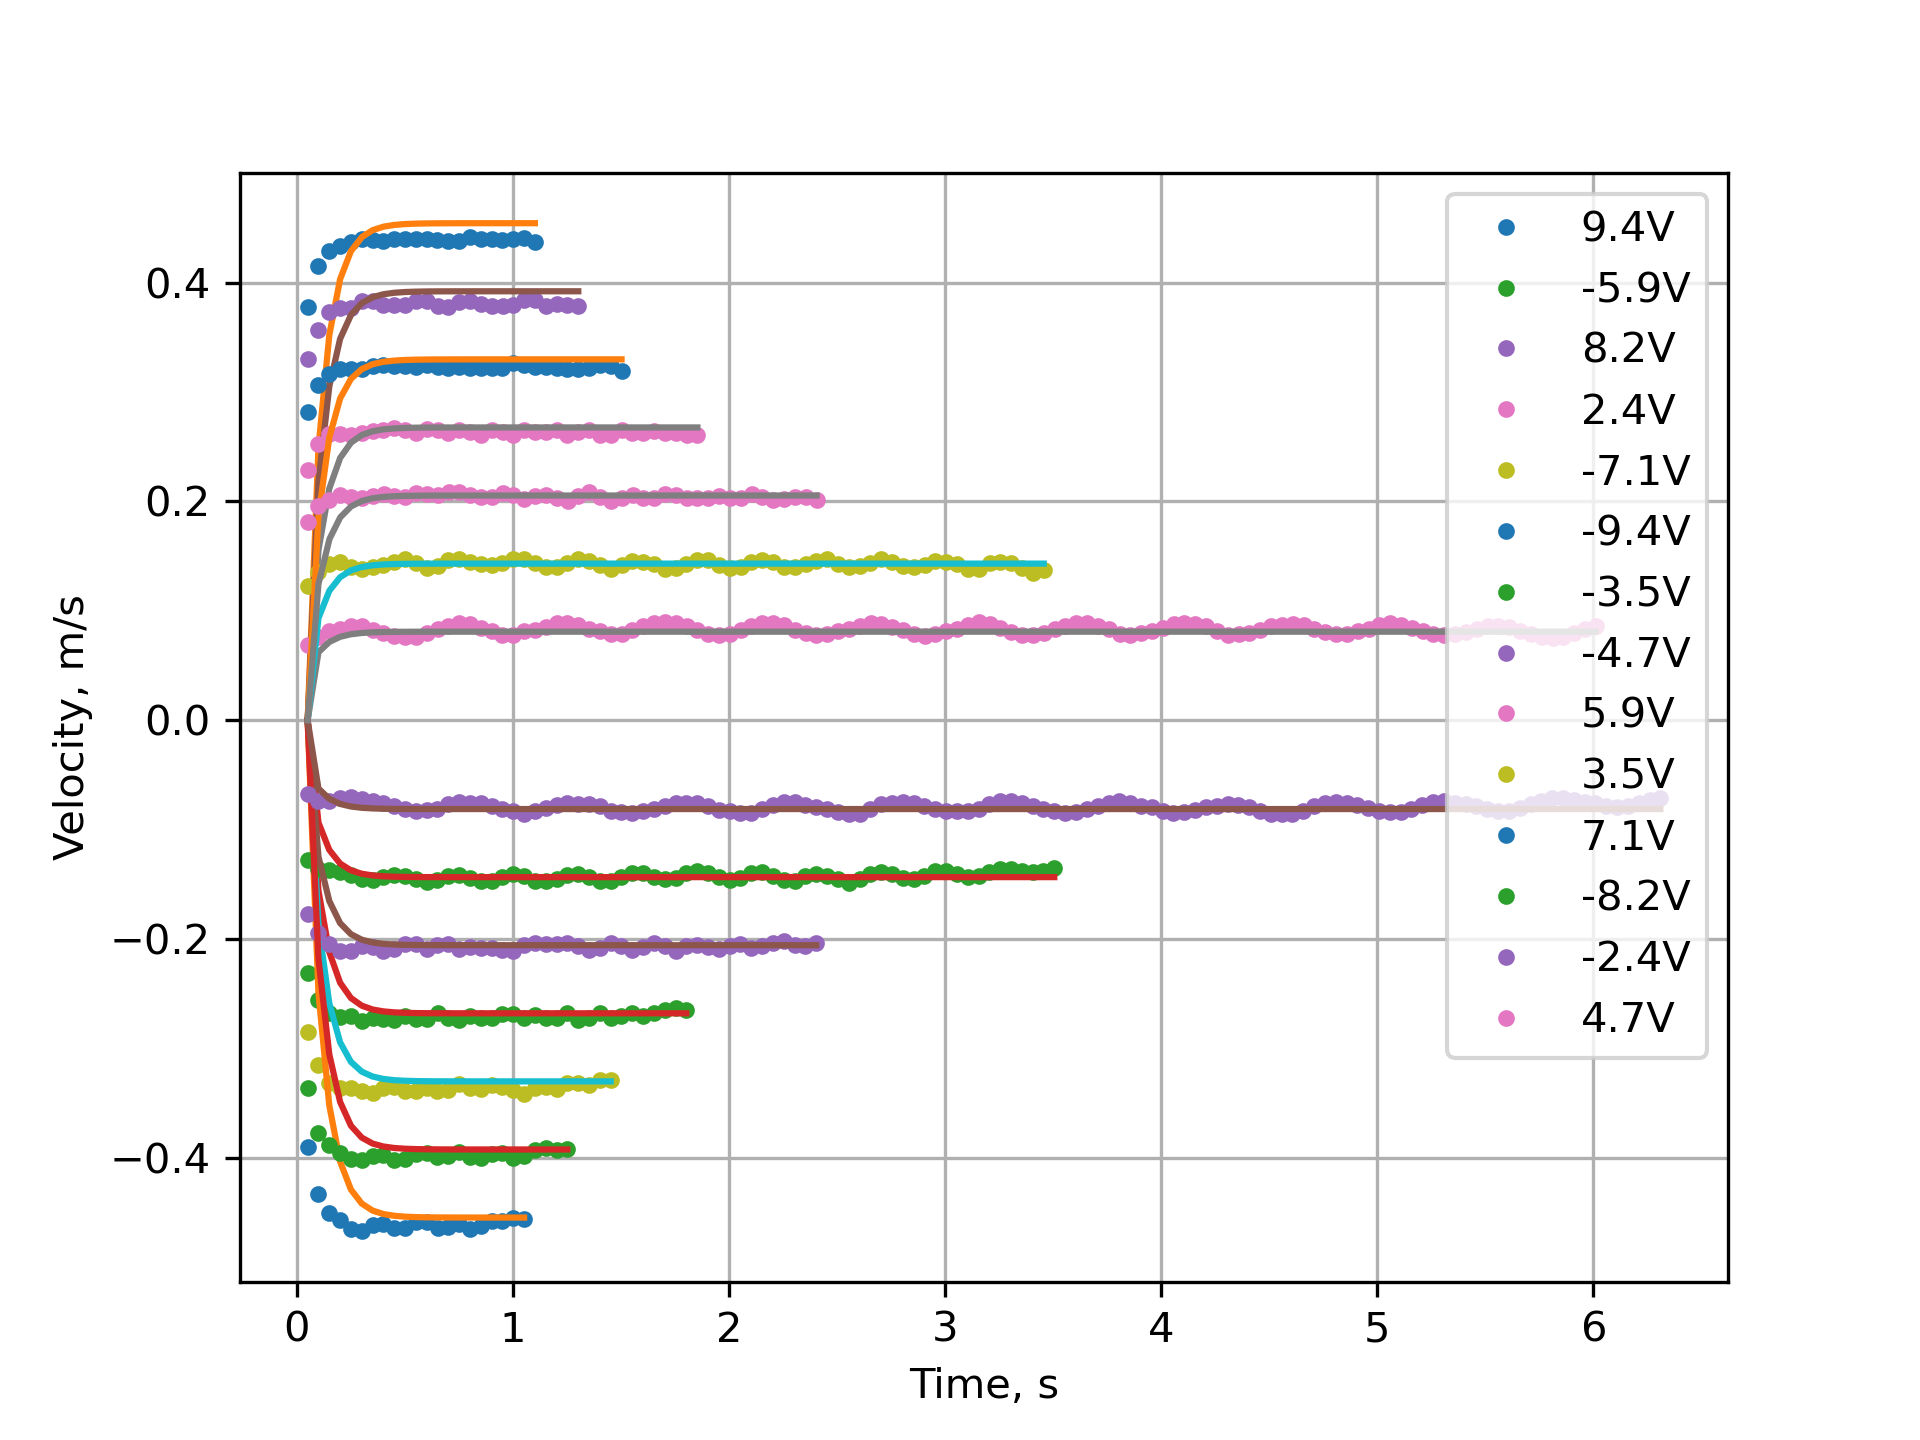 0.4
0.2
0.0
−0.2
−0.4
Velocity, m/s
0 1 2 3 4 5 6
Time, s
9.4V
-5.9V
8.2V
2.4V
-7.1V
-9.4V
-3.5V
-4.7V
5.9V
3.5V
7.1V
-8.2V
-2.4V
4.7V